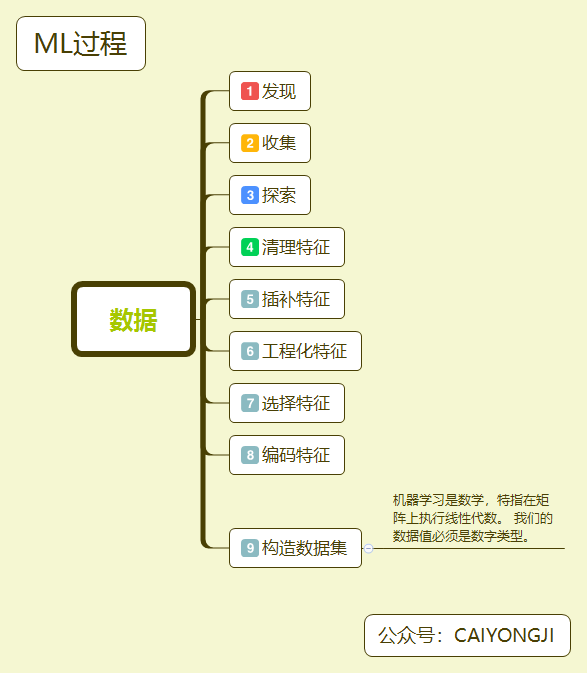 ML过程
1 发现
2 收集
3 探索
4 清理特征
数据
5 插补特征
6 工程化特征
7 选择特征
8 编码特征
9 构造数据集
机器学习是数学，特指在矩
阵上执行线性代数。 我们的
数据值必须是数字类型。
公众号：CAIYONGJI